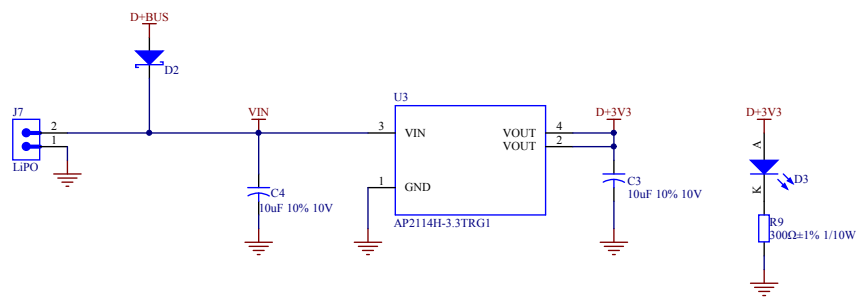 D+BUS
D2
J7
2
1
LiPO
VIN
C4
10uF 10% 10V
U3
3
VIN
VOUT
4
VOUT
2
1
GND
AP2114H-3.3TRG1
D+3V3
C3
10uF 10% 10V
D+3V3
A
D3
K
R9
300Ω±1% 1/10W